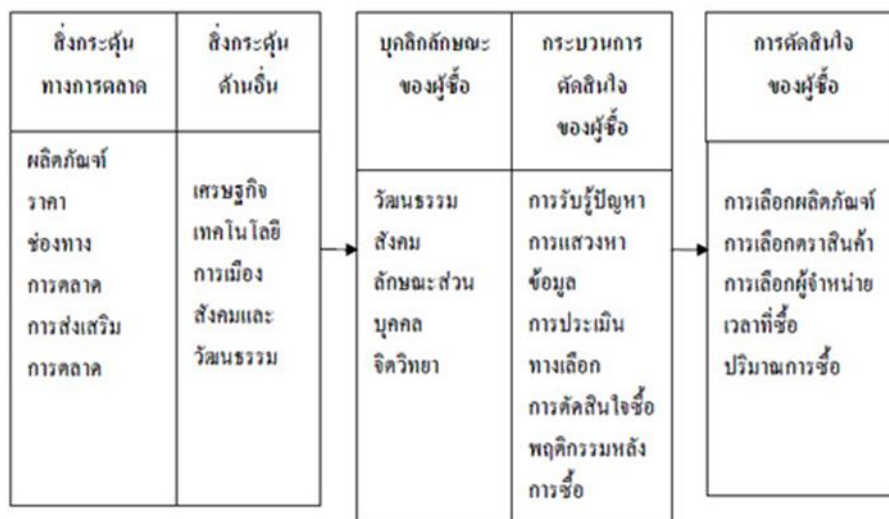 สิ่งกระตุ้น
ทางการตลาด
ผลิตภัณฑ์
ราคา
ช่องทาง
การตลาด
การส่งเสริม
การตลาด
สิ่งกระตุ้น
ด้านอื่น
เศรษฐกิจ
เทคโนโลยี
การเมือง
สังคมและ
วัฒนธรรม
บุคลิกลักษณะ
ของผู้ซื้อ
วัฒนธรรม
สังคม
ลักษณะส่วน
บุคคล
จิตวิทยา
กระบวนการ
ตัดสินใจ
ของผู้ซื้อ
การรับรู้ปัญหา
การแสวงหา
ข้อมูล
การประเมิน
ทางเลือก
การตัดสินใจซื้อ
พฤติกรรมหลัง
การซื้อ
การตัดสินใจ
ของผู้ซื้อ
การเลือกผลิตภัณฑ์
การเลือกตราสินค้า
การเลือกผู้จำหน่าย
เวลาที่ซื้อ
ปริมาณการซื้อ